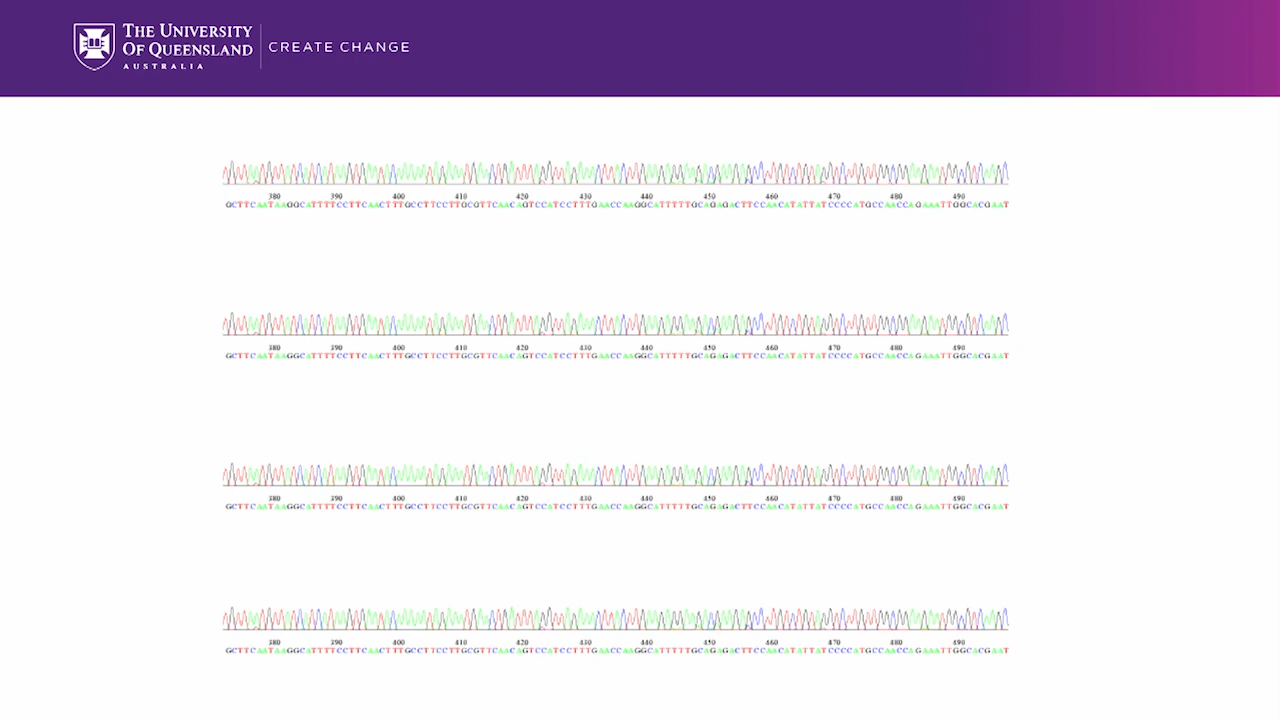 THE UNIVERSITY
OF QUEENSLAND
AUSTRALIA
CREATE CHANGE
380 390 400 410 420 430 440 450 460 470 480 490
GCTTCAATAAGGCATTTTCCTTCAACTTTGCCTTCCTTGCGTTCAACAGTCCATCCTTTGAACCAAGGCATTTTTGCAGAGACTTCCAACATATTATCCCCATGCCAACCAGAAATTGGCACGAAT
380 390 400 410 420 430 440 450 460 470 480 490
GCTTCAATAAGGCATTTTCCTTCAACTTTGCCTTCCTTGCGTTCAACAGTCCATCCTTTGAACCAAGGCATTTTTGCAGAGACTTCCAACATATTATCCCCATGCCAACCAGAAATTGGCACGAAT
380 390 400 410 420 430 440 450 460 470 480 490
GCTTCAATAAGGCATTTTCCTTCAACTTTGCCTTCCTTGCGTTCAACAGTCCATCCTTTGAACCAAGGCATTTTTGCAGAGACTTCCAACATATTATCCCCATGCCAACCAGAAATTGGCACGAAT
380 390 400 410 420 430 440 450 460 470 480 490
GCTTCAATAAGGCATTTTCCTTCAACTTTGCCTTCCTTGCGTTCAACAGTCCATCCTTTGAACCAAGGCATTTTTGCAGAGACTTCCAACATATTATCCCCATGCCAACCAGAAATTGGCACGAAT